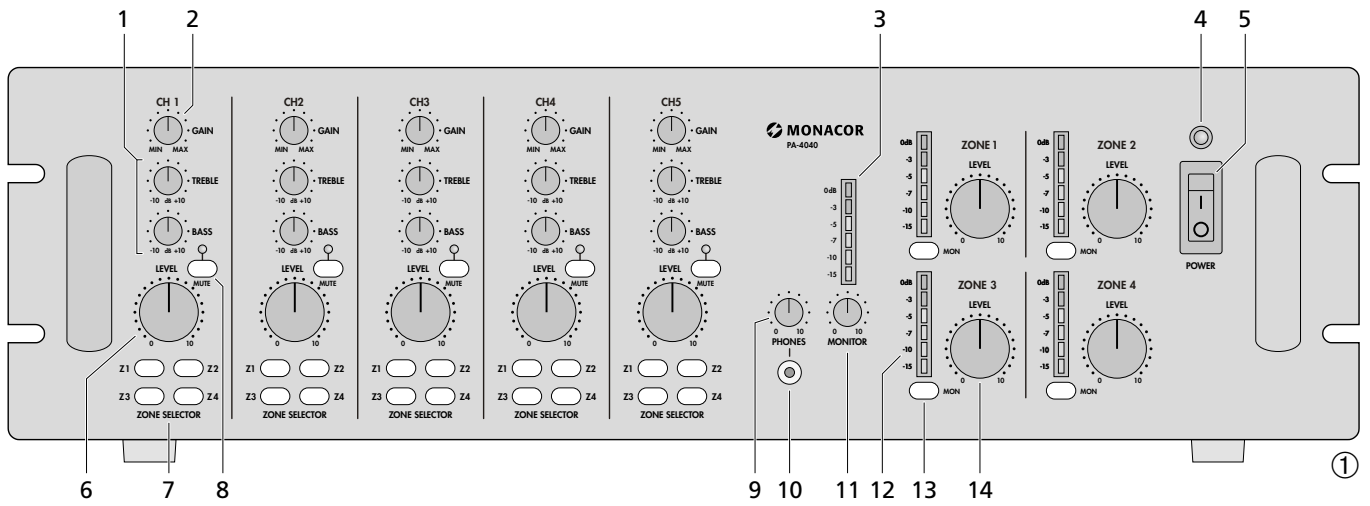 1 2 3 4 5
CH 1 CH2 CH3 CH4 CH5
GAIN GAIN GAIN GAIN GAIN
MIN MAX MIN MAX MIN MAX MIN MAX MIN MAX
TREBLE TREBLE TREBLE TREBLE TREBLE
-10 dB +10 -10 dB +10 -10 dB +10 -10 dB +10 -10 dB +10
BASS BASS BASS BASS BASS
-10 dB +10 -10 dB +10 -10 dB +10 -10 dB +10 -10 dB +10
LEVEL LEVEL LEVEL LEVEL LEVEL
MUTE MUTE MUTE MUTE MUTE
0 10 0 10 0 10 0 10 0 10
Z1 Z2 Z1 Z2 Z1 Z2 Z1 Z2 Z1 Z2
Z3 Z4 Z3 Z4 Z3 Z4 Z3 Z4 Z3 Z4
ZONE SELECTOR ZONE SELECTOR ZONE SELECTOR ZONE SELECTOR ZONE SELECTOR
MONACOR
PA-4040
0dB
-3
-5
-7
-10
-15
0 10 0 10
PHONES MONITOR
ZONE 1
LEVEL
0dB
-3
-5
-7
-10
-15
0 10
MON
ZONE 2
LEVEL
0dB
-3
-5
-7
-10
-15
0 10
MON
ZONE 3
LEVEL
0dB
-3
-5
-7
-10
-15
0 10
MON
ZONE 4
LEVEL
0dB
-3
-5
-7
-10
-15
0 10
MON
I
O
POWER
6 7 8 9 10 11 12 13 14
①